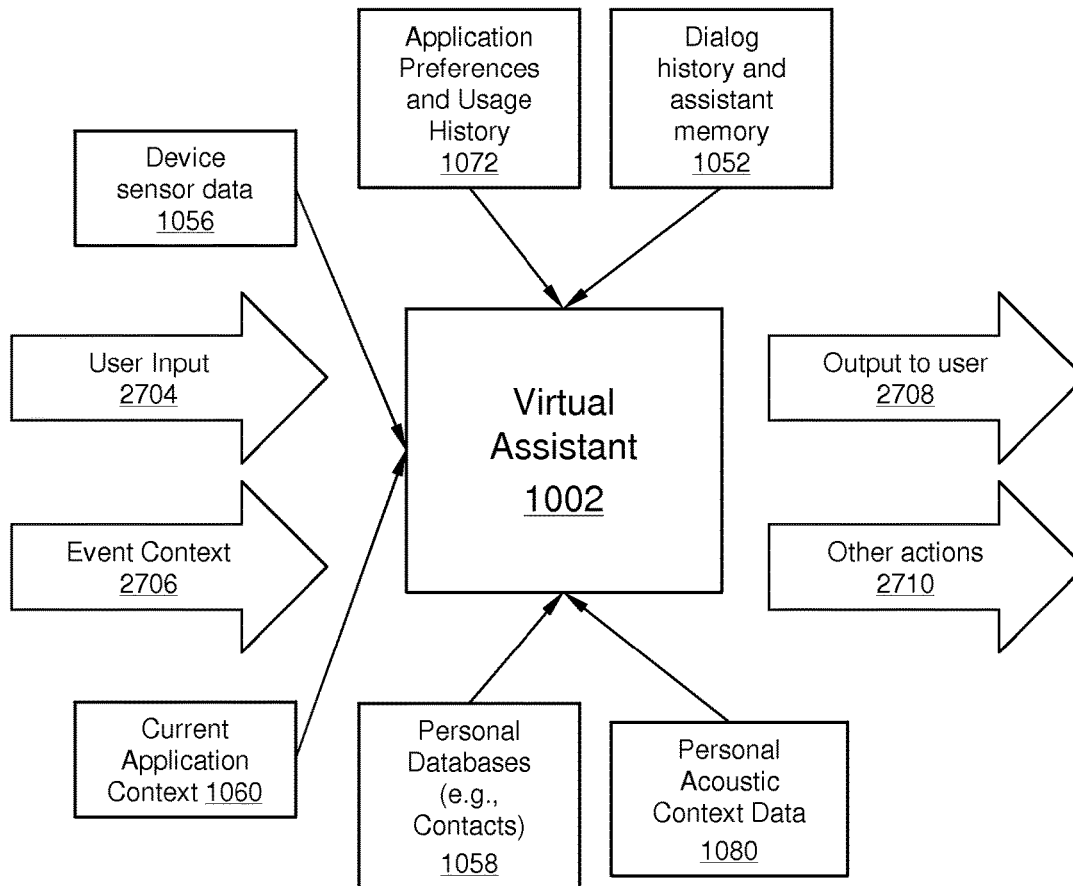 Application
Preferences
and Usage
History
1072
Dialog
history and
assistant
memory
1052
Device
sensor data
1056
User Input
2704
Event Context
2706
Virtual
Assistant
1002
Output to user
2708
Other actions
2710
Current
Application
Context 1060
Personal
Databases
(e.g.,
Contacts)
1058
Personal
Acoustic
Context Data
1080